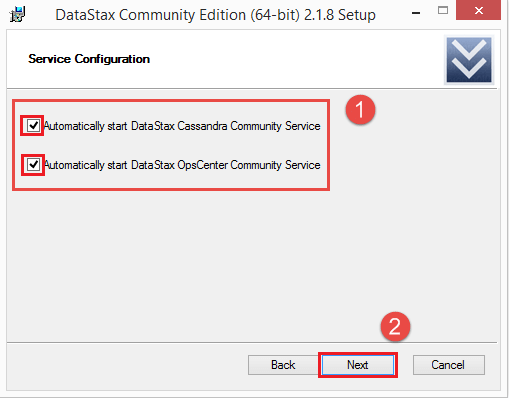 DataStax Community Edition (64-bit) 2.1.8 Setup
Service Configuration
1
Automatically start DataStax Cassandra Community Service
Automatically start DataStax OpsCenter Community Service
2
Back
Next
Cancel